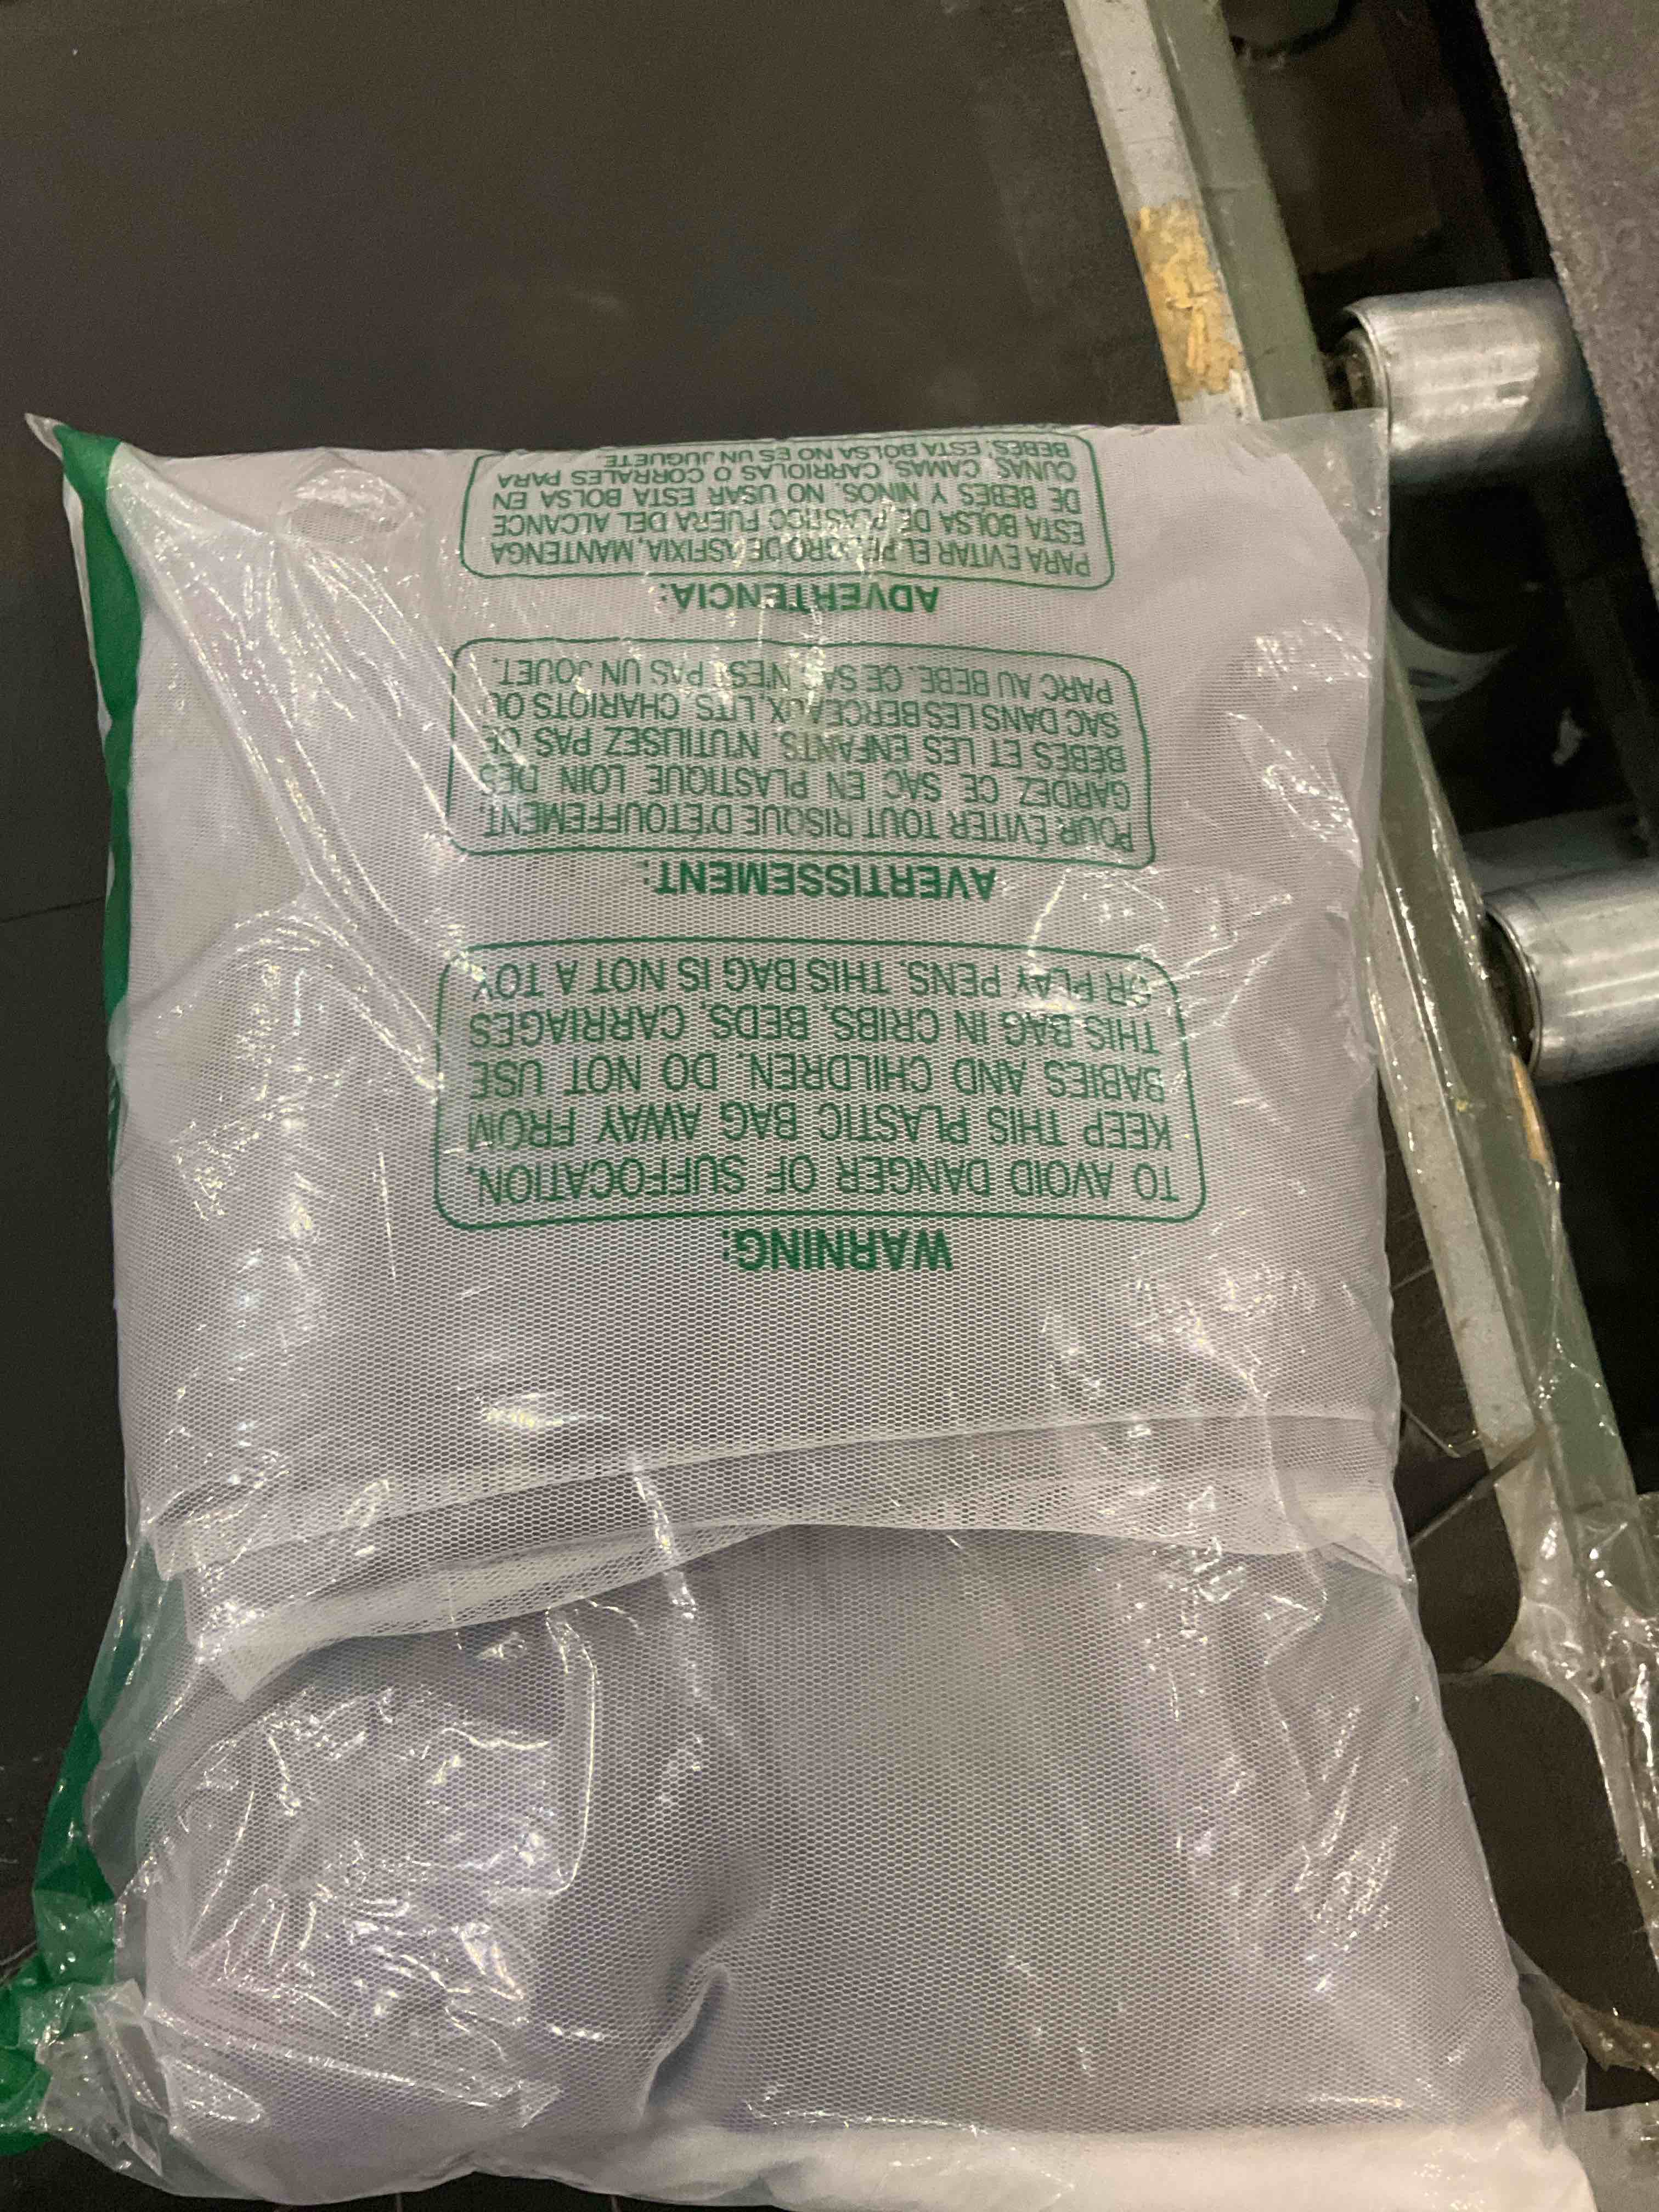 WARNING:
TO AVOID DANGER OF SUFFOCATION,
KEEP THIS PLASTIC BAG AWAY FROM
BABIES AND CHILDREN. DO NOT USE
THIS BAG IN CRIBS, BEDS, CARRIAGES
OR PLAY PENS. THIS BAG IS NOT A TOY
AVERTISSEMENT:
POUR ÉVITER TOUT RISQUE D'ÉTOUFFEMENT,
GARDEZ CE SAC EN PLASTIQUE LOIN DES
BÉBÉS ET LES ENFANTS. N'UTILISEZ PAS CE
SAC DANS LES BERCEAUX, LITS, CHARIOTS OU
PARC AU BEBE. CE SAC N'EST PAS UN JOUET.
ADVERTENCIA:
PARA EVITAR EL PELIGRO DE ASFIXIA, MANTENGA
ESTA BOLSA DE PLASTICO FUERA DEL ALCANCE
DE BEBES Y NINOS. NO USAR ESTA BOLSA EN
CUNAS, CAMAS, CARRIOLAS O CORRALES PARA
BEBES. ESTA BOLSA NO ES UN JUGUETE.